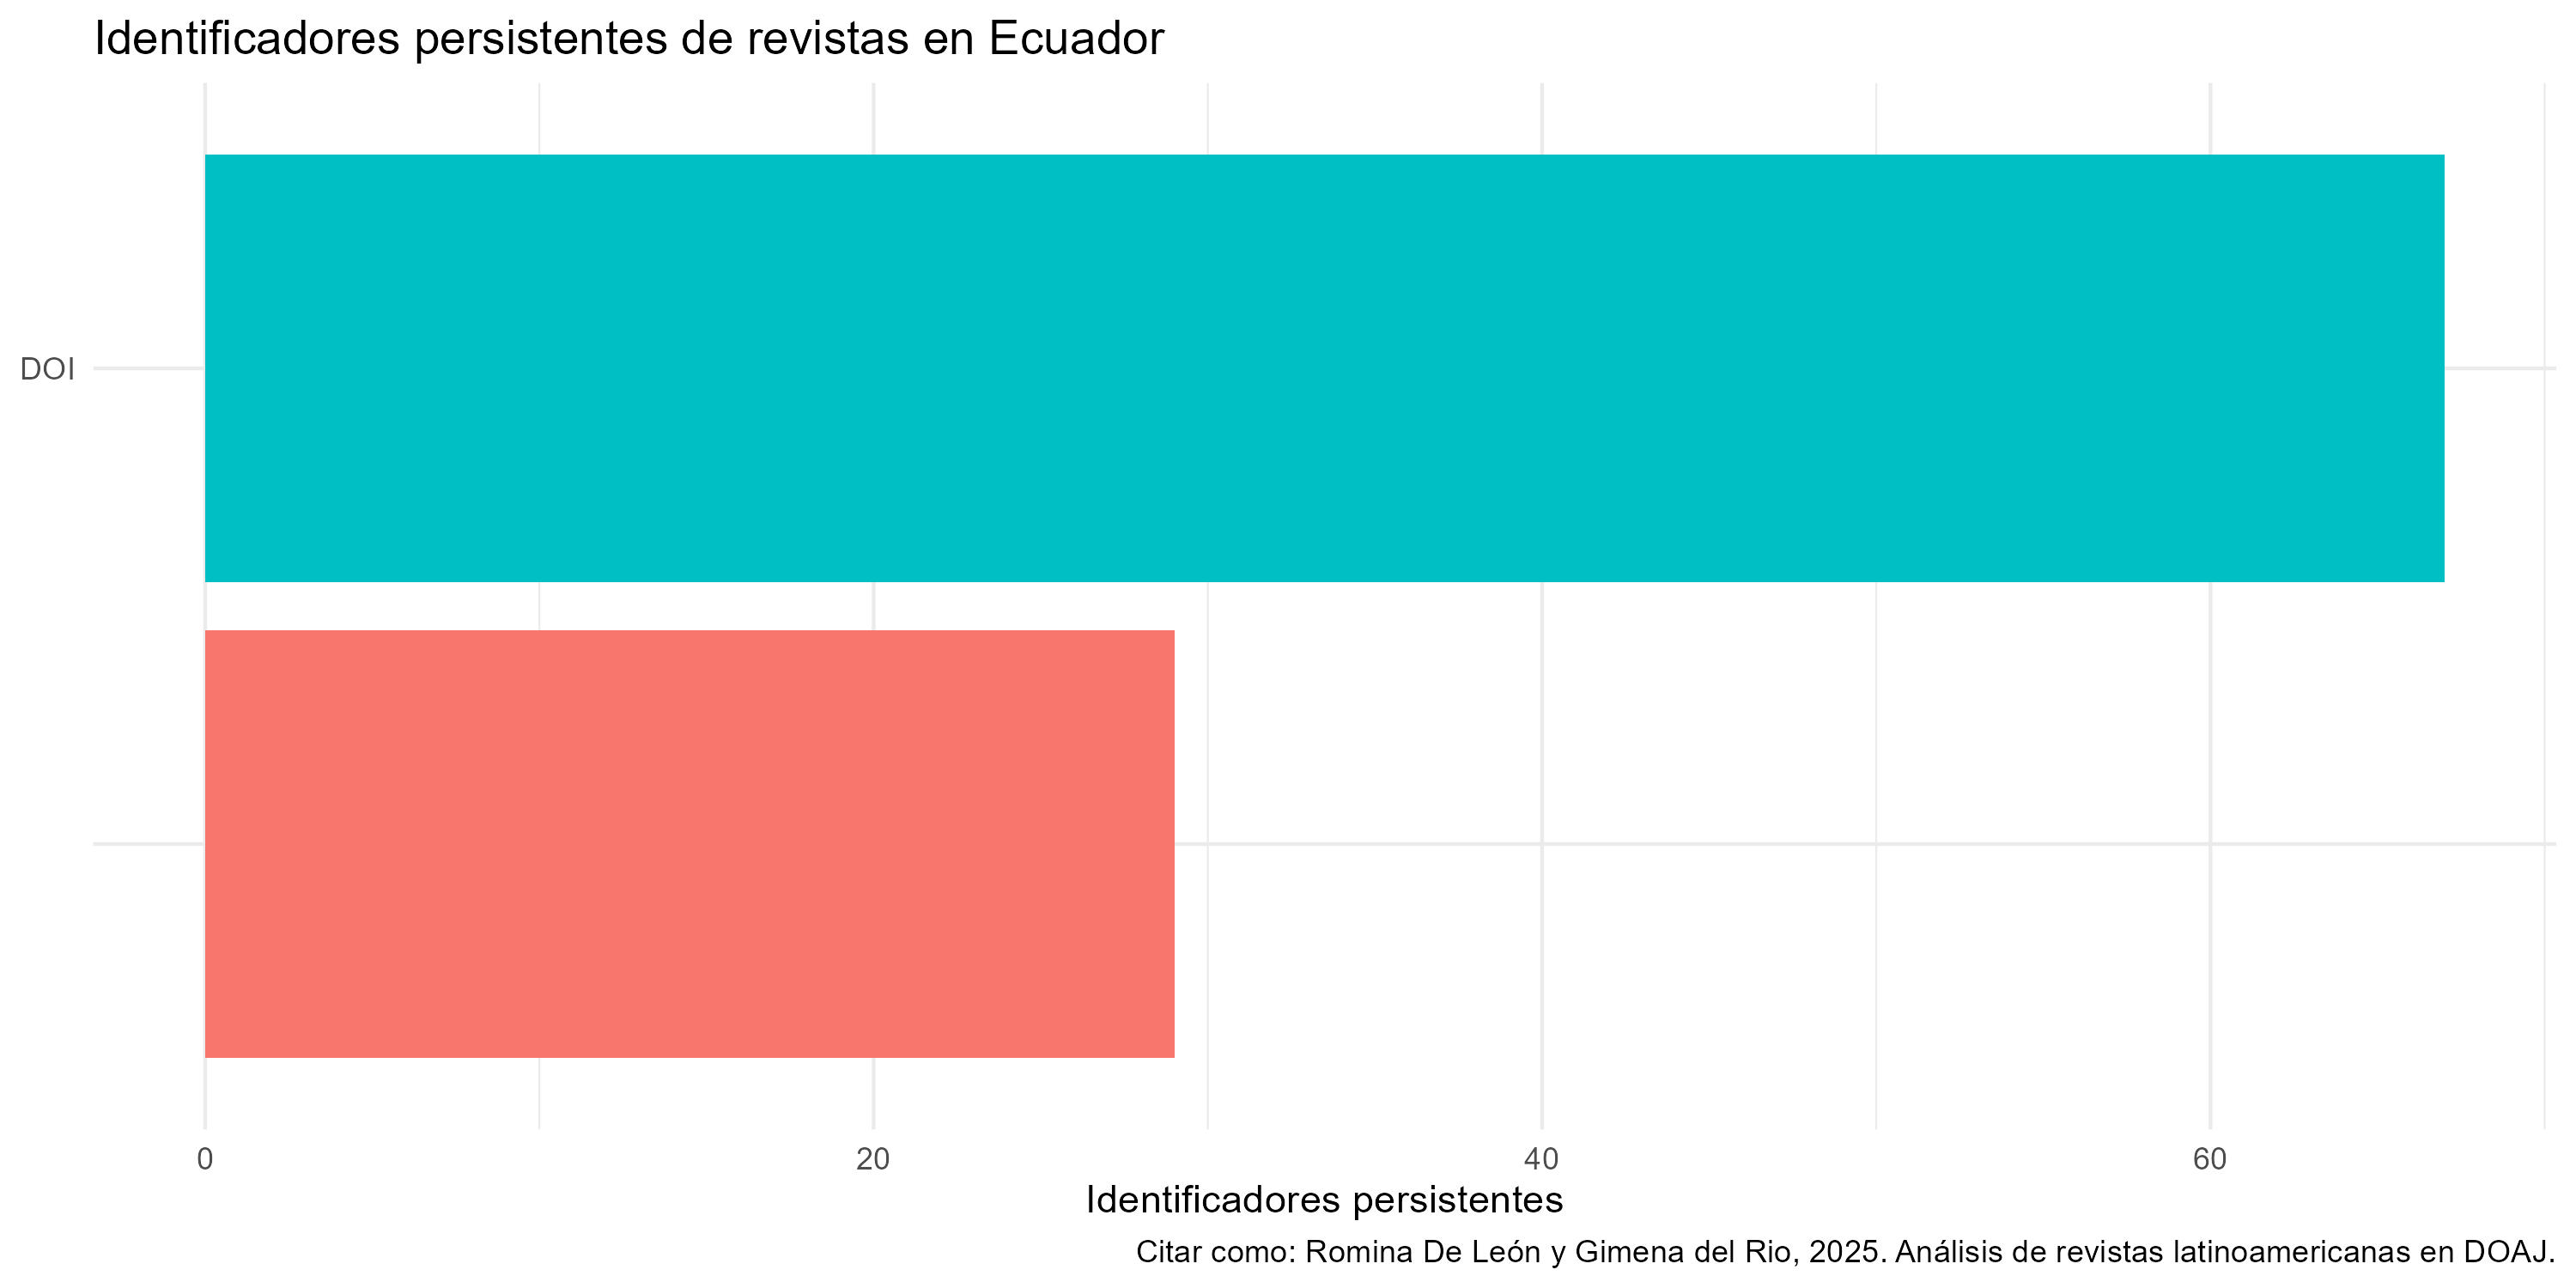 Identificadores persistentes de revistas en Ecuador
DOI
0 20 40 60
Identificadores persistentes
Citar como: Romina De León y Gimena del Rio, 2025. Análisis de revistas latinoamericanas en DOAJ.